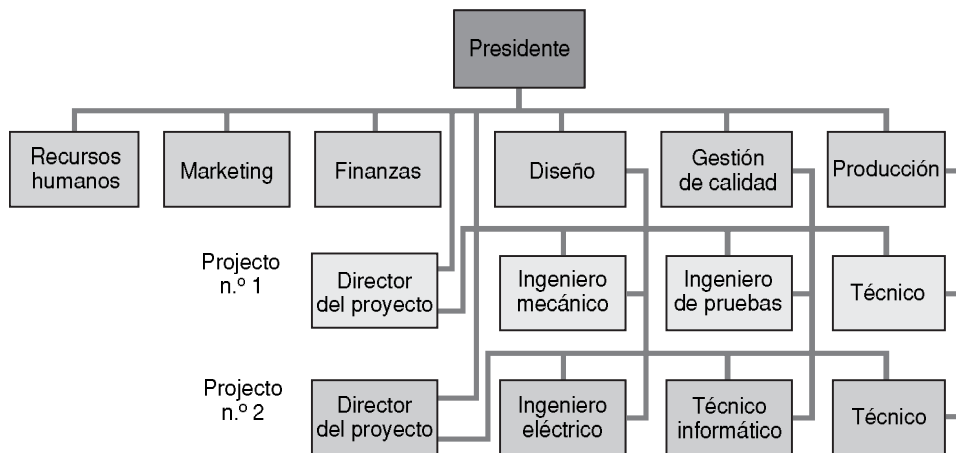 Presidente
Recursos
humanos
Marketing
Finanzas
Diseño
Gestión
de calidad
Producción
Projecto
n.º 1
Director
del proyecto
Ingeniero
mecánico
Ingeniero
de pruebas
Técnico
Projecto
n.º 2
Director
del proyecto
Ingeniero
eléctrico
Técnico
informático
Técnico